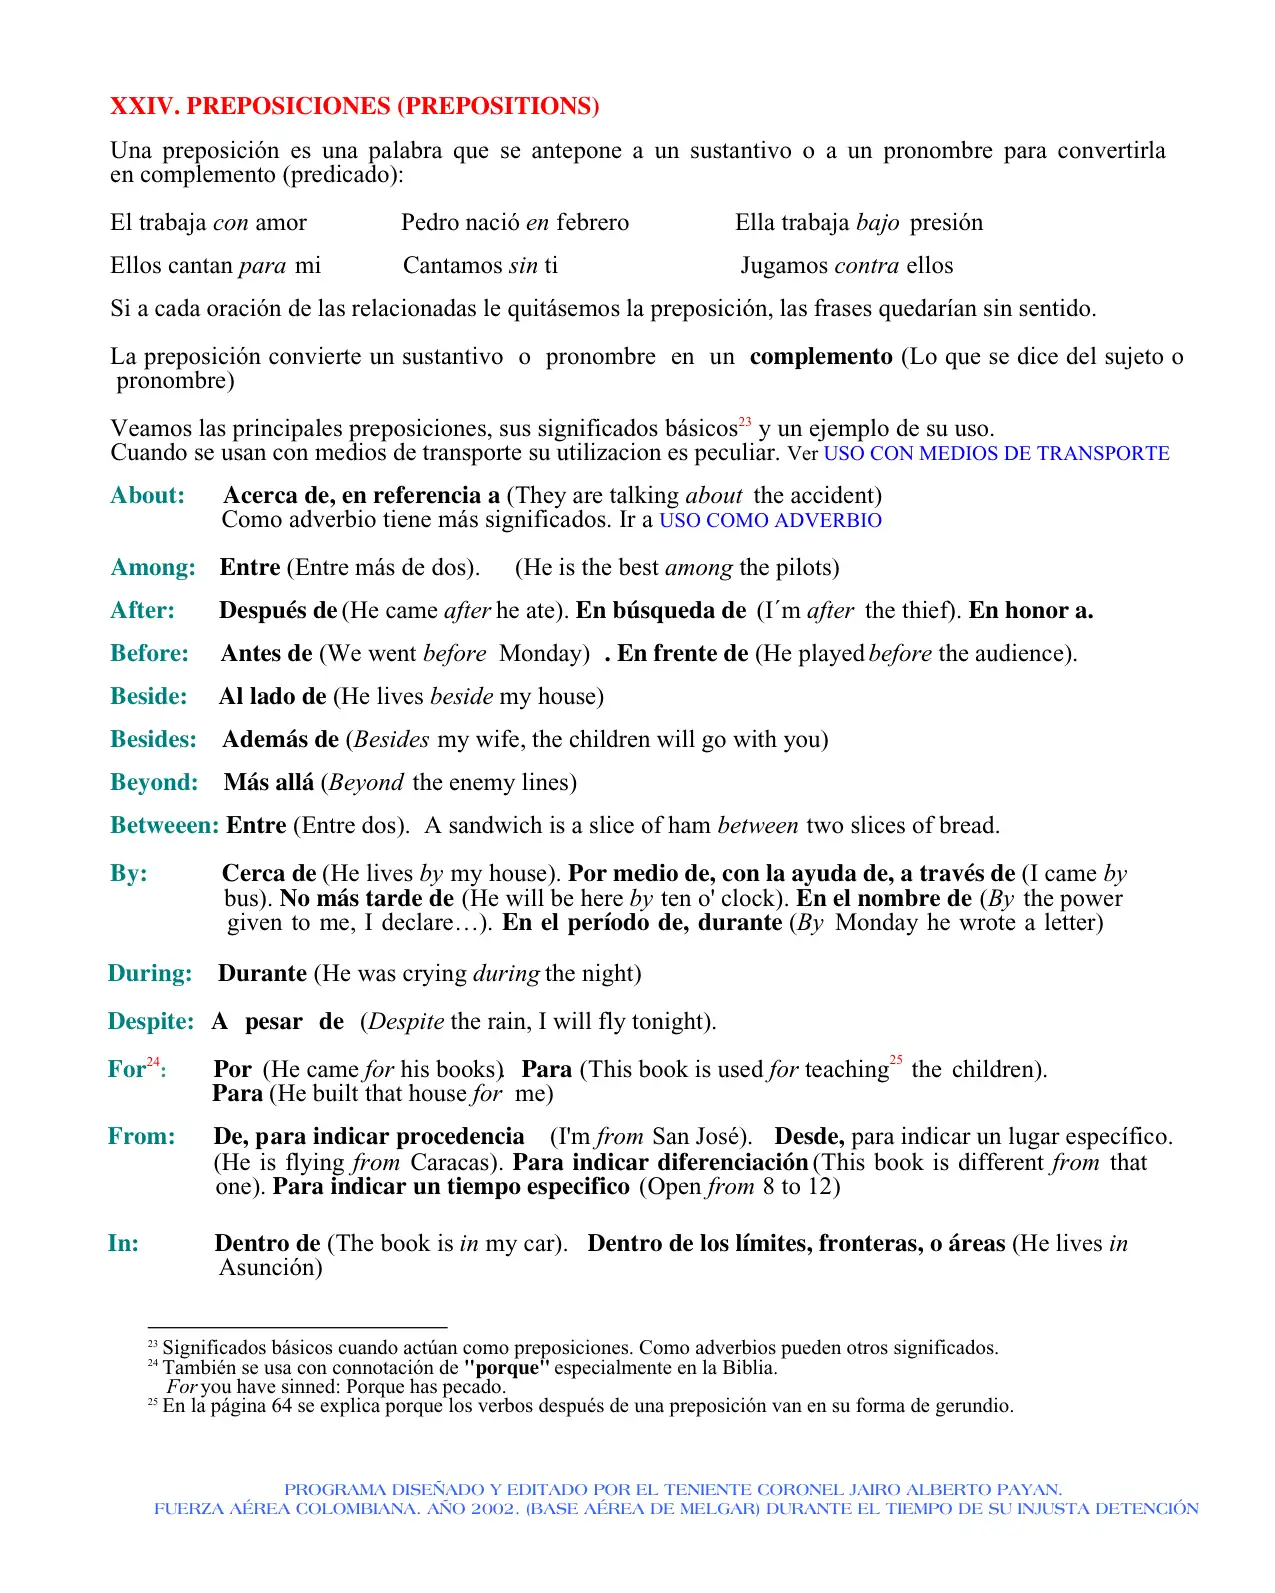 XXIV. PREPOSICIONES (PREPOSITIONS)
Una preposición es una palabra que se antepone a un sustantivo o a un pronombre para convertirla
en complemento (predicado):
El trabaja con amor Pedro nació en febrero Ella trabaja bajo presión
Ellos cantan para mi Cantamos sin ti Jugamos contra ellos
Si a cada oración de las relacionadas le quitásemos la preposición, las frases quedarían sin sentido.
La preposición convierte un sustantivo o pronombre en un complemento (Lo que se dice del sujeto o
pronombre)
Veamos las principales preposiciones, sus significados básicos23 y un ejemplo de su uso.
Cuando se usan con medios de transporte su utilizacion es peculiar. Ver USO CON MEDIOS DE TRANSPORTE
About: Acerca de, en referencia a (They are talking about the accident)
Como adverbio tiene más significados. Ir a USO COMO ADVERBIO
Among: Entre (Entre más de dos). (He is the best among the pilots)
After: Después de (He came after he ate). En búsqueda de (I´m after the thief). En honor a.
Before: Antes de (We went before Monday) . En frente de (He played before the audience).
Beside: Al lado de (He lives beside my house)
Besides: Además de (Besides my wife, the children will go with you)
Beyond: Más allá (Beyond the enemy lines)
Betweeen: Entre (Entre dos). A sandwich is a slice of ham between two slices of bread.
By: Cerca de (He lives by my house). Por medio de, con la ayuda de, a través de (I came by
bus). No más tarde de (He will be here by ten o' clock). En el nombre de (By the power
given to me, I declare…). En el período de, durante (By Monday he wrote a letter)
During: Durante (He was crying during the night)
Despite: A pesar de (Despite the rain, I will fly tonight).
For24: Por (He came for his books). Para (This book is used for teaching25 the children).
Para (He built that house for me)
From: De, para indicar procedencia (I'm from San José). Desde, para indicar un lugar específico.
(He is flying from Caracas). Para indicar diferenciación (This book is different from that
one). Para indicar un tiempo especifico (Open from 8 to 12)
In: Dentro de (The book is in my car). Dentro de los límites, fronteras, o áreas (He lives in
Asunción)
23 Significados básicos cuando actúan como preposiciones. Como adverbios pueden otros significados.
24 También se usa con connotación de "porque" especialmente en la Biblia.
For you have sinned: Porque has pecado.
25 En la página 64 se explica porque los verbos después de una preposición van en su forma de gerundio.
PROGRAMA DISEÑADO Y EDITADO POR EL TENIENTE CORONEL JAIRO ALBERTO PAYAN.
FUERZA AÉREA COLOMBIANA. AÑO 2002. (BASE AÉREA DE MELGAR) DURANTE EL TIEMPO DE SU INJUSTA DETENCIÓN